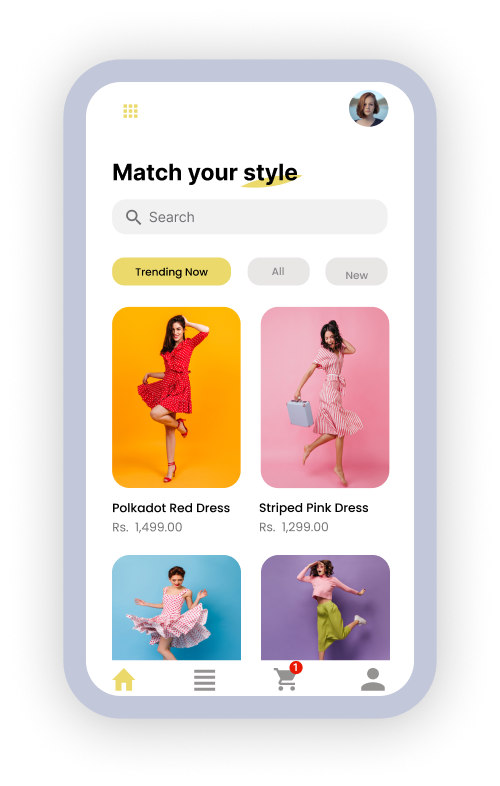 Match your style
Search
Trending Now
All
New
Polkadot Red Dress
Striped Pink Dress
Rs. 1,499.00
Rs. 1,299.00
1